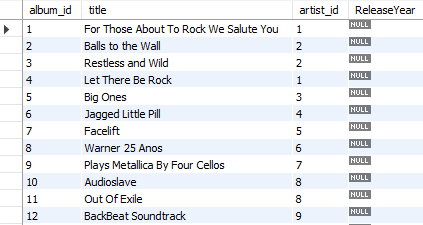 album_id title artist_id ReleaseYear
1 For Those About To Rock We Salute You 1 NULL
2 Balls to the Wall 2 NULL
3 Restless and Wild 2 NULL
4 Let There Be Rock 1 NULL
5 Big Ones 3 NULL
6 Jagged Little Pill 4 NULL
7 Facelift 5 NULL
8 Warner 25 Anos 6 NULL
9 Plays Metallica By Four Cellos 7 NULL
10 Audioslave 8 NULL
11 Out Of Exile 8 NULL
12 BackBeat Soundtrack 9 NULL